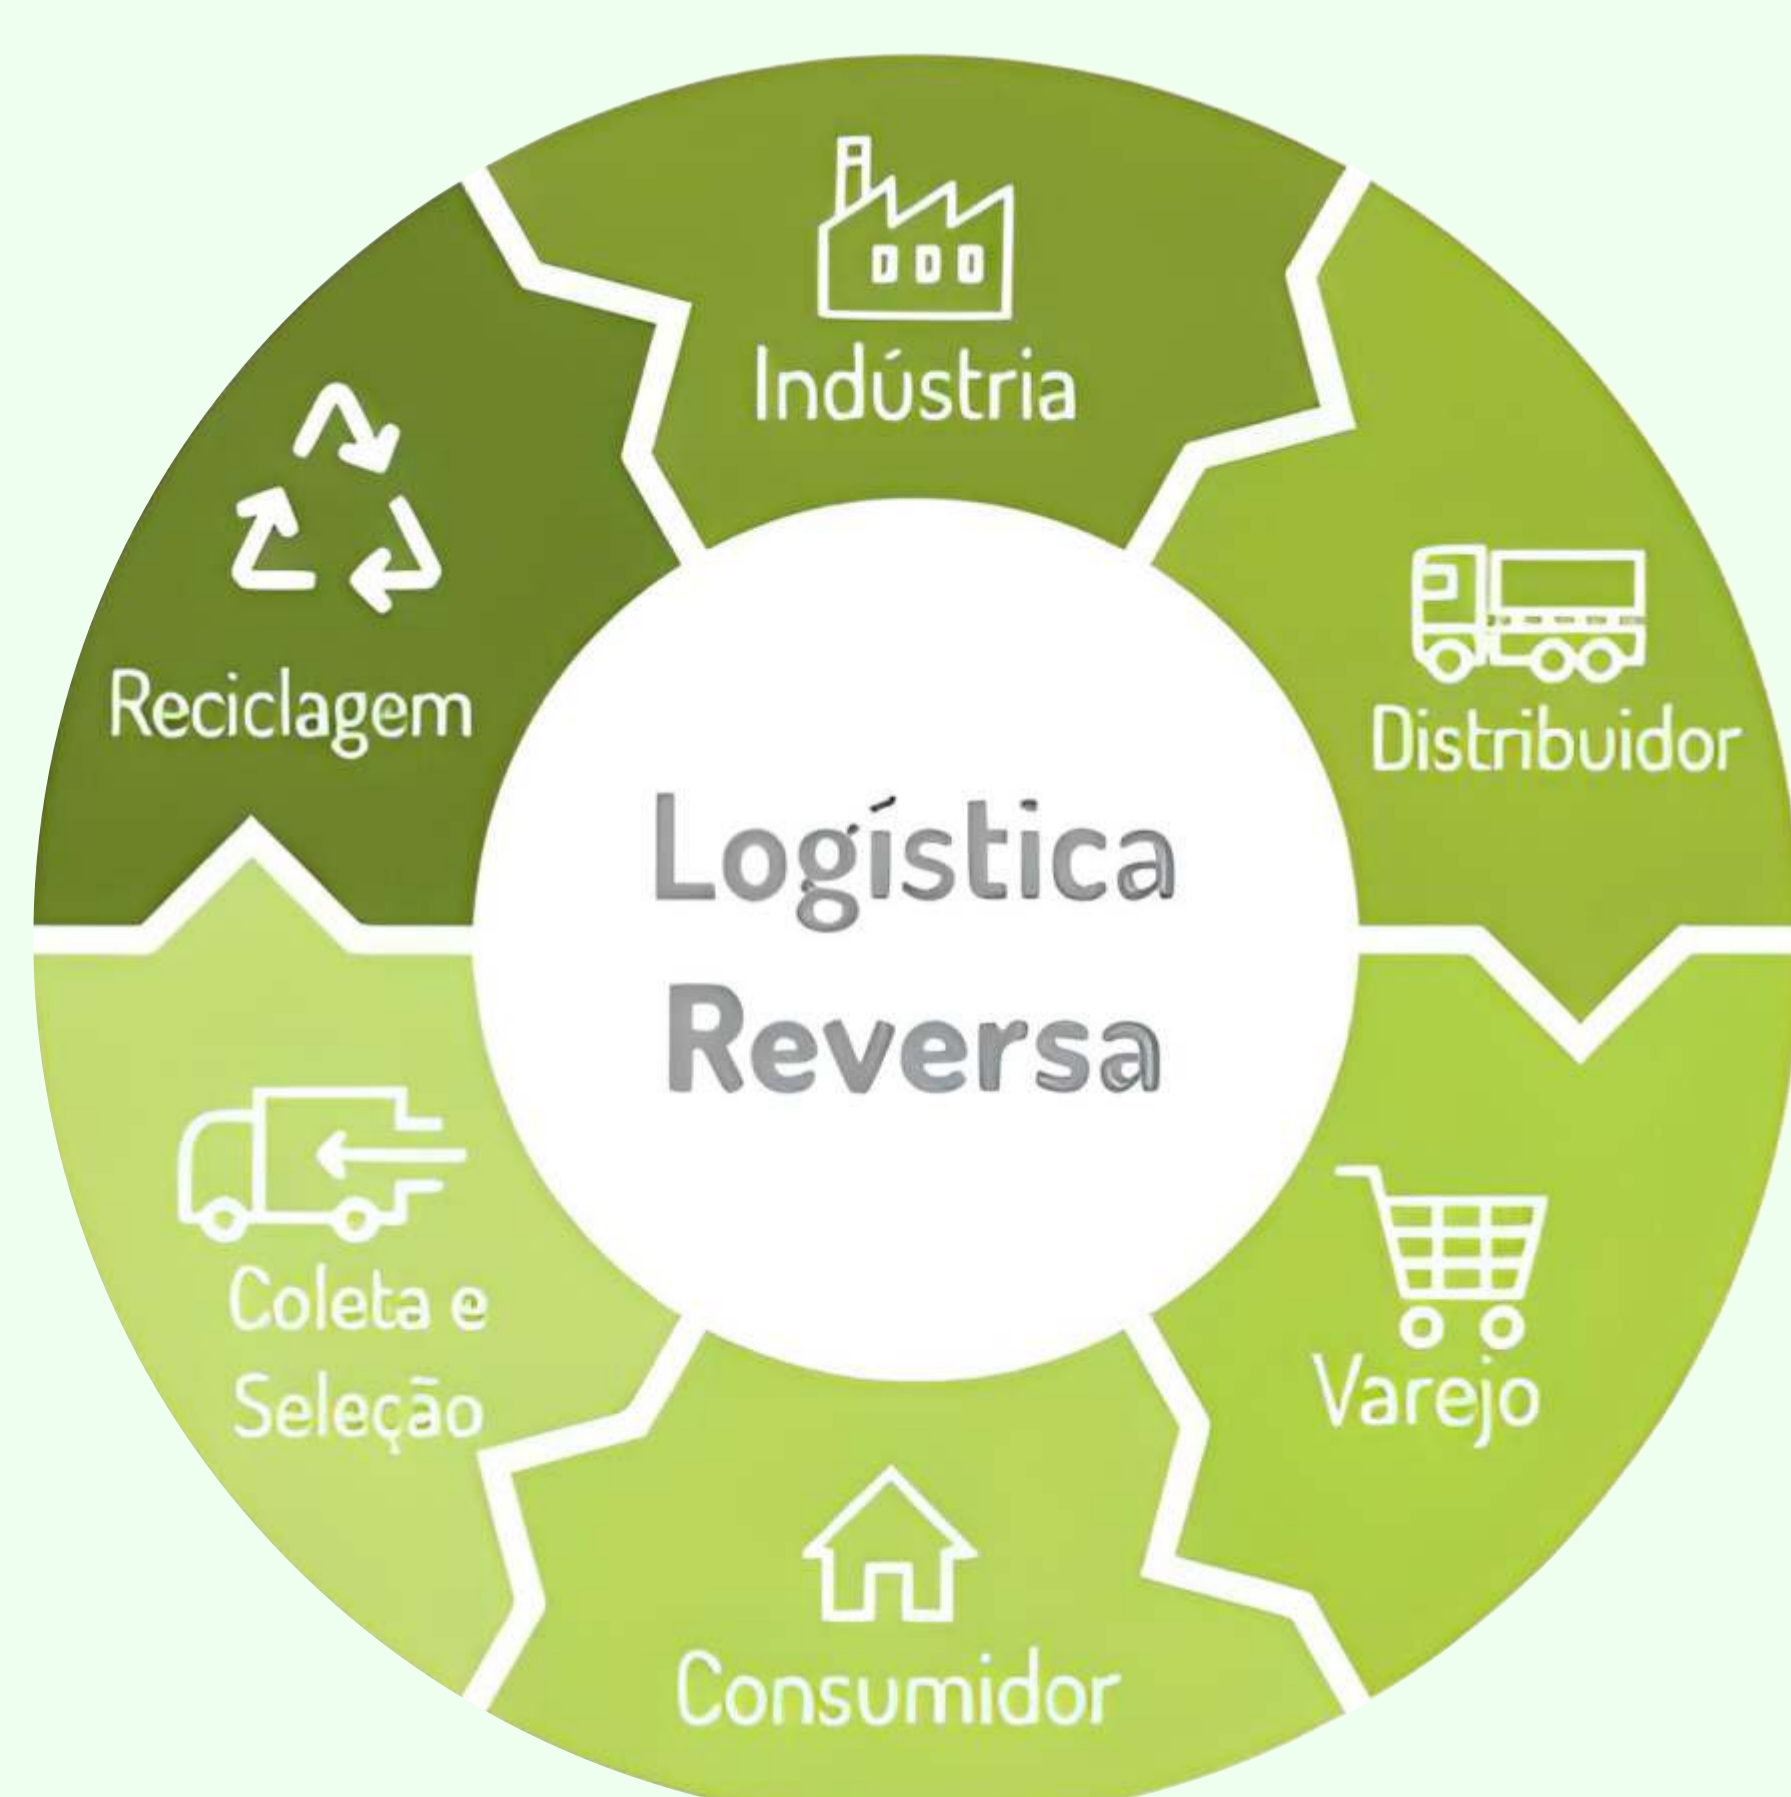 Indústria
Distribuidor
Varejo
Consumidor
Coleta e
Seleção
Reciclagem
Logística
Reversa